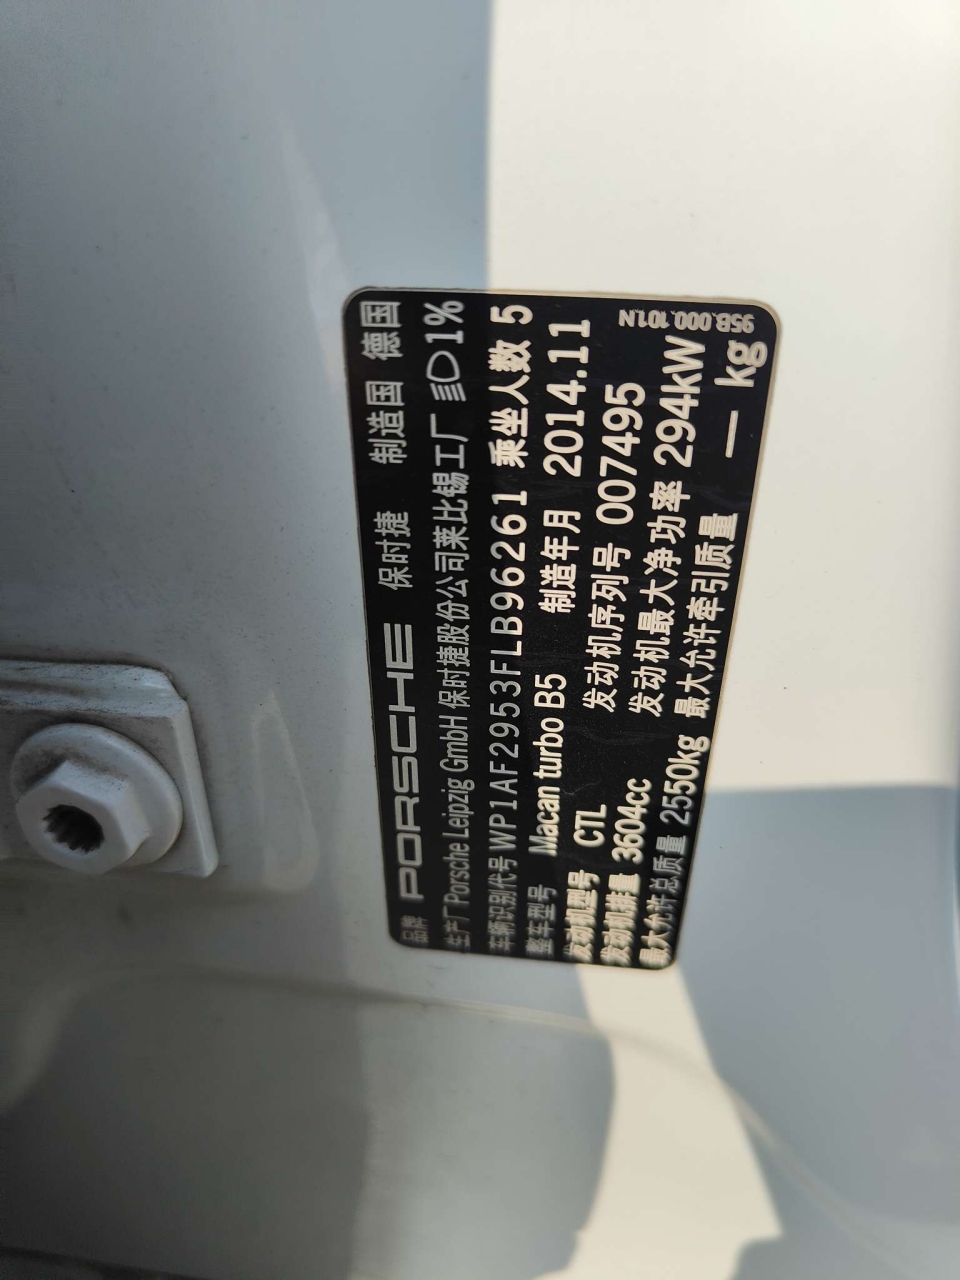 品牌 PORSCHE 保时捷 制造国 德国
生产厂 Porsche Leipzig GmbH 保时捷股份公司莱比锡工厂 1%
车辆识别代号 WP1AF2953FLB96261 乘坐人数 5
整车型号 Macan turbo B5 制造年月 2014.11
发动机型号 CTL 发动机序列号 007495
发动机排量 3604cc 发动机最大净功率 294kW
最大允许总质量 2550kg 最大允许牵引质量 — kg
95B.000.101.N